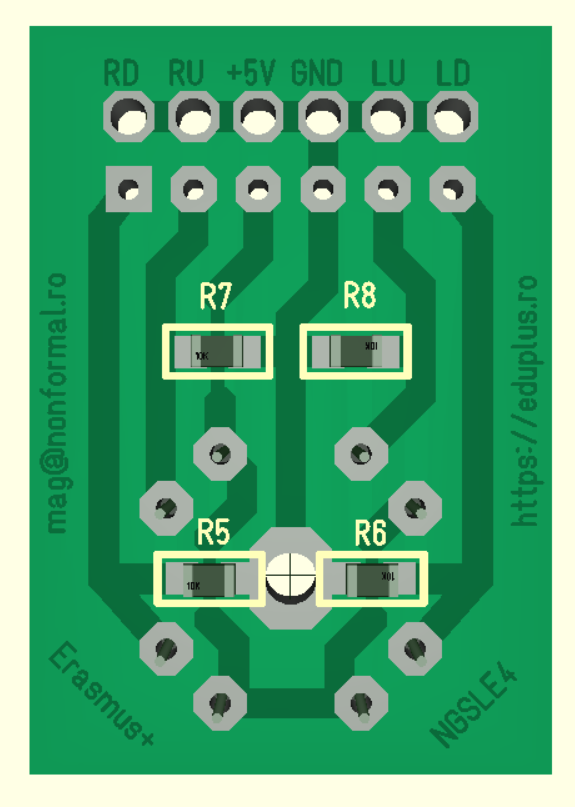 RD RU +5V GND LU LD
R7 R8
10K 10K
mag@nonformal.ro
https://eduplus.ro
R5 R6
10K 10K
Erasmus+
NGSLE4